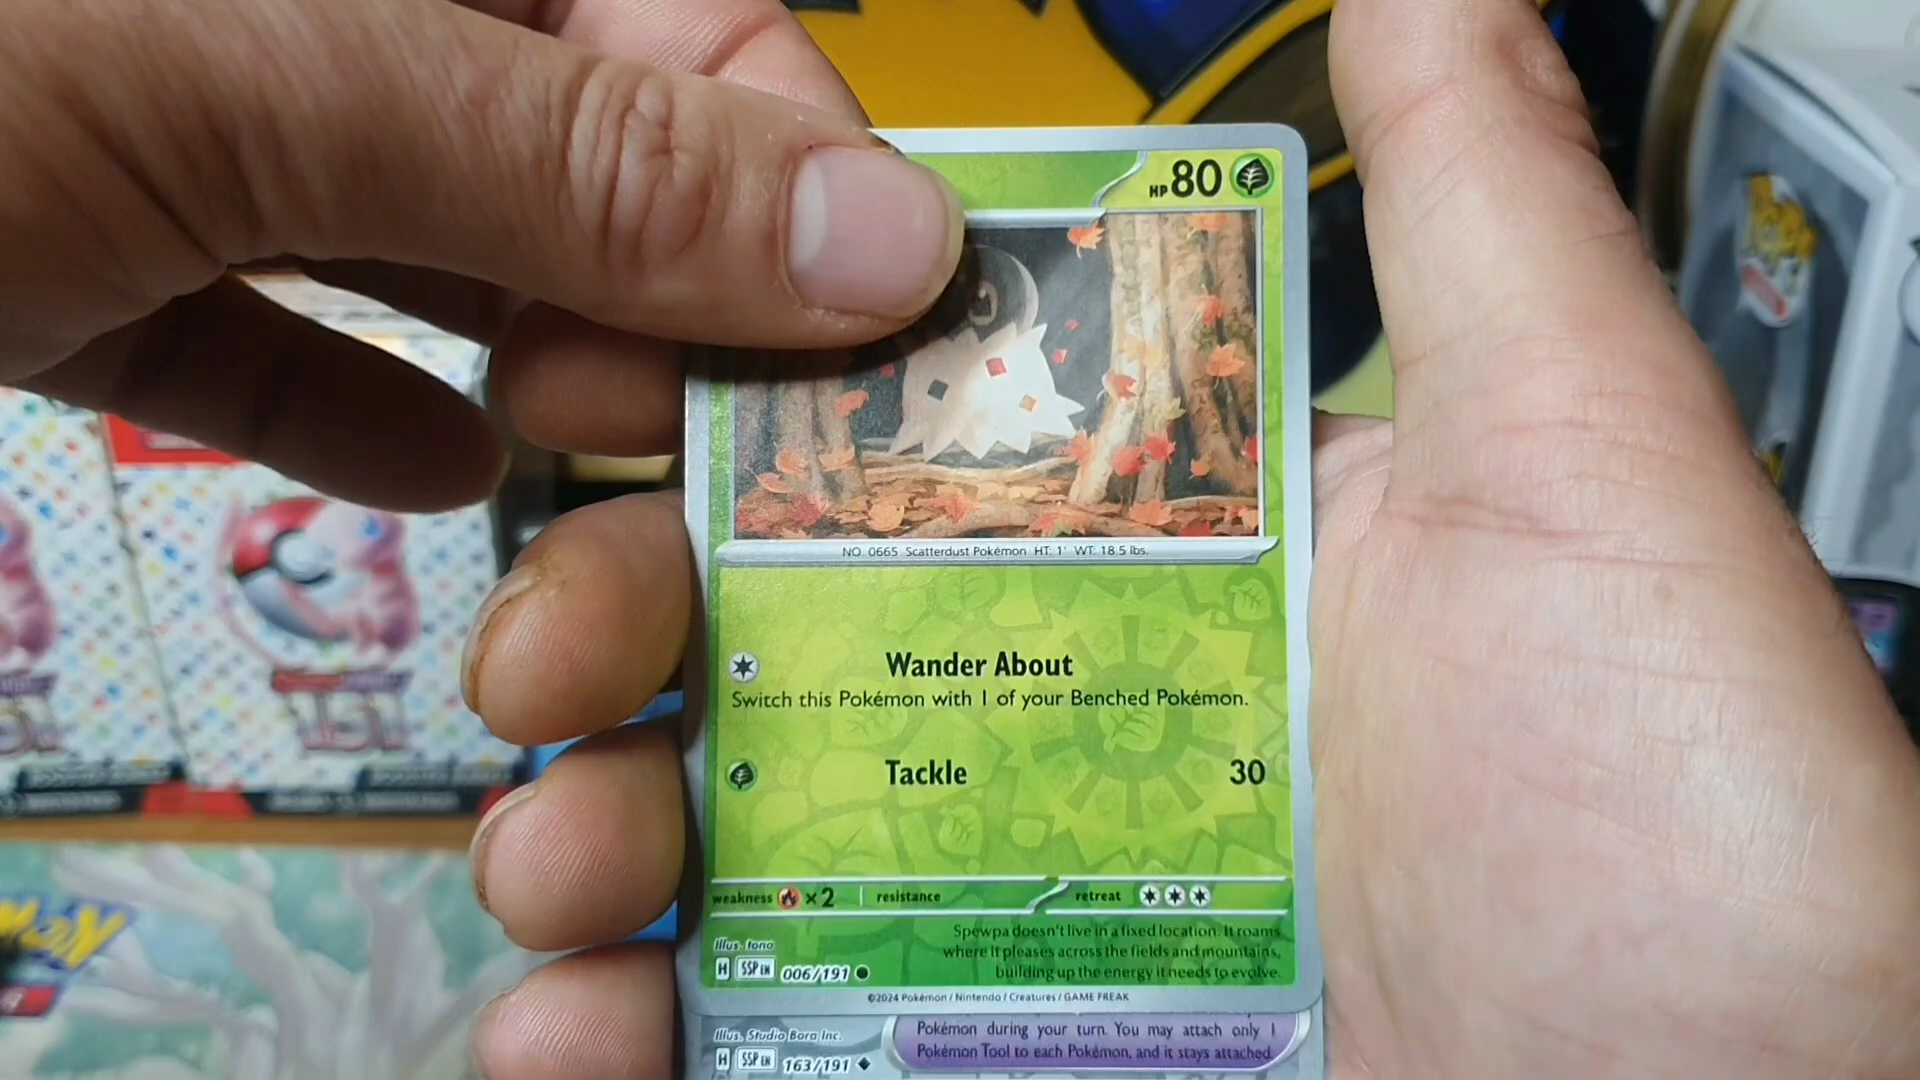 HP 80
NO. 0665 Scatterdust Pokémon HT: 1' WT: 18.5 lbs.
Wander About
Switch this Pokémon with 1 of your Benched Pokémon.
Tackle 30
weakness ×2 resistance retreat
Illus. tono
Spewpa doesn't live in a fixed location. It roams
where it pleases across the fields and mountains,
building up the energy it needs to evolve.
H SSP EN 006/191
©2024 Pokémon / Nintendo / Creatures / GAME FREAK
Illus. Studio Bora Inc.
Pokémon during your turn. You may attach only 1
Pokémon Tool to each Pokémon, and it stays attached.
H SSP EN 163/191
151